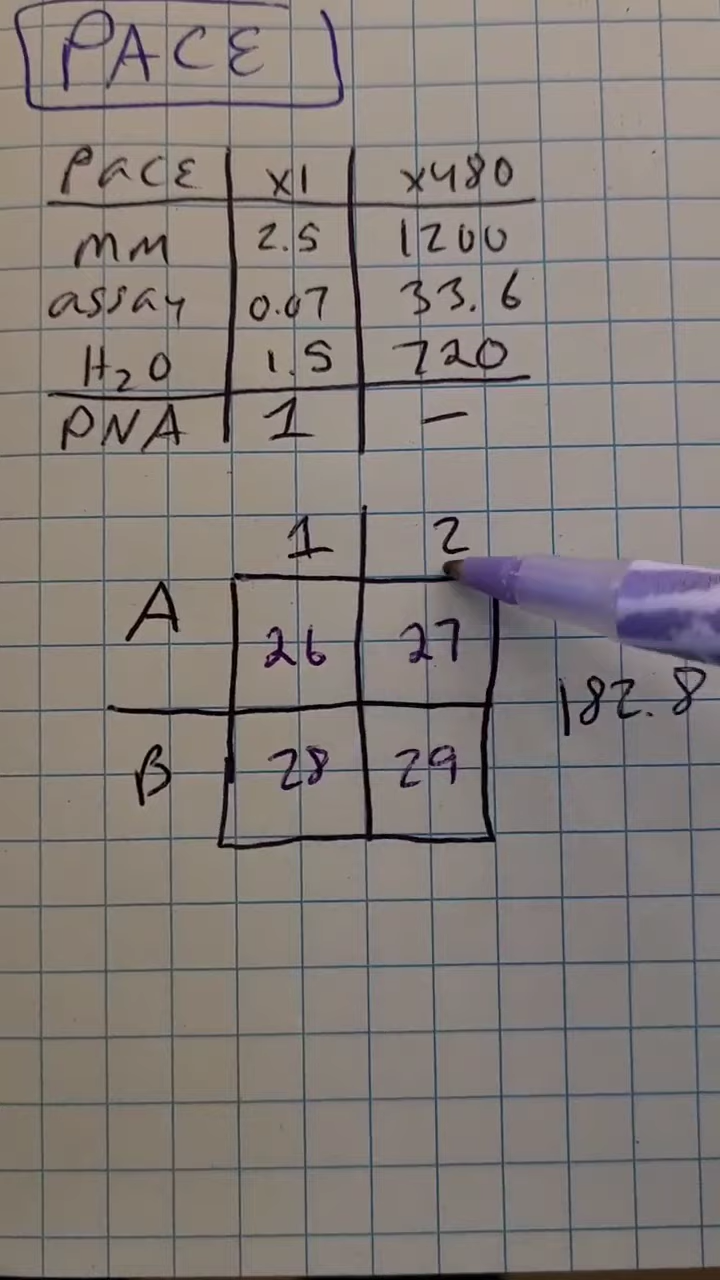 PACE
PACE x1 x480
MM 2.5 1200
assay 0.07 33.6
H2O 1.5 720
DNA 1 —
1 2
A 26 27
182.8
B 28 29